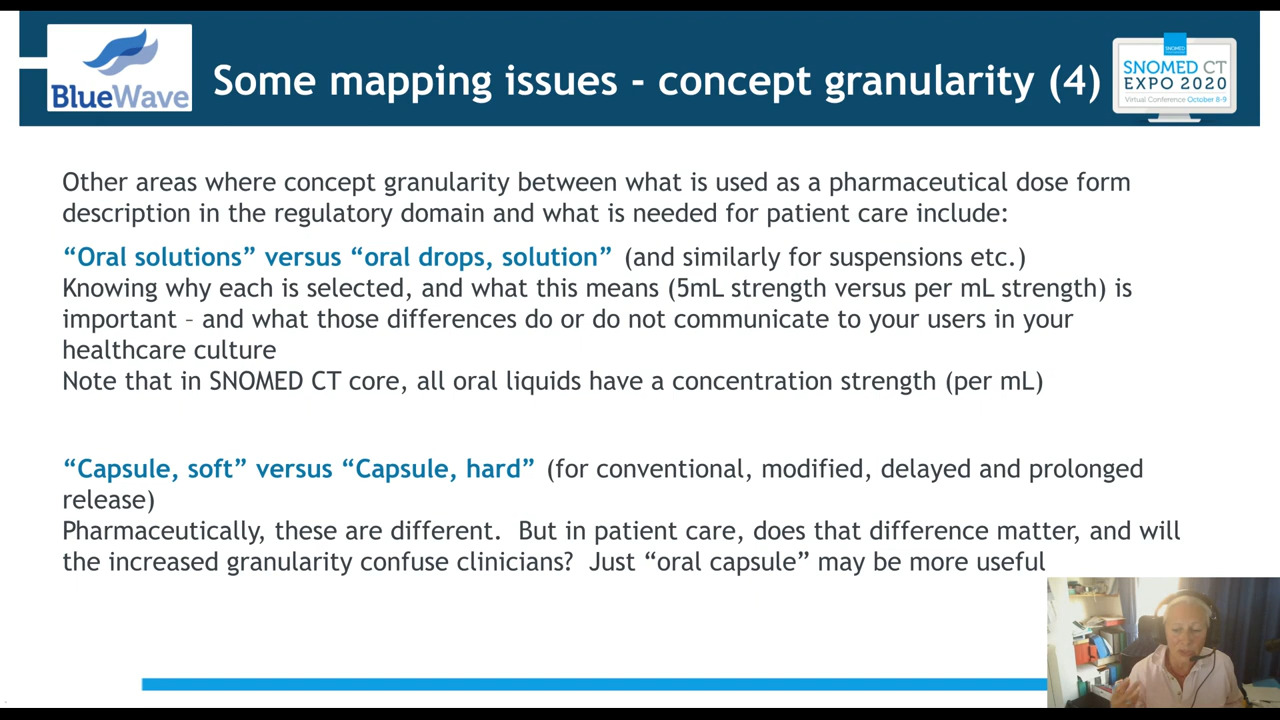 BlueWave
Some mapping issues - concept granularity (4)
SNOMED
SNOMED CT
EXPO 2020
Virtual Conference October 8-9
Other areas where concept granularity between what is used as a pharmaceutical dose form
description in the regulatory domain and what is needed for patient care include:
“Oral solutions” versus “oral drops, solution” (and similarly for suspensions etc.)
Knowing why each is selected, and what this means (5mL strength versus per mL strength) is
important – and what those differences do or do not communicate to your users in your
healthcare culture
Note that in SNOMED CT core, all oral liquids have a concentration strength (per mL)
“Capsule, soft” versus “Capsule, hard” (for conventional, modified, delayed and prolonged
release)
Pharmaceutically, these are different.  But in patient care, does that difference matter, and will
the increased granularity confuse clinicians?  Just “oral capsule” may be more useful